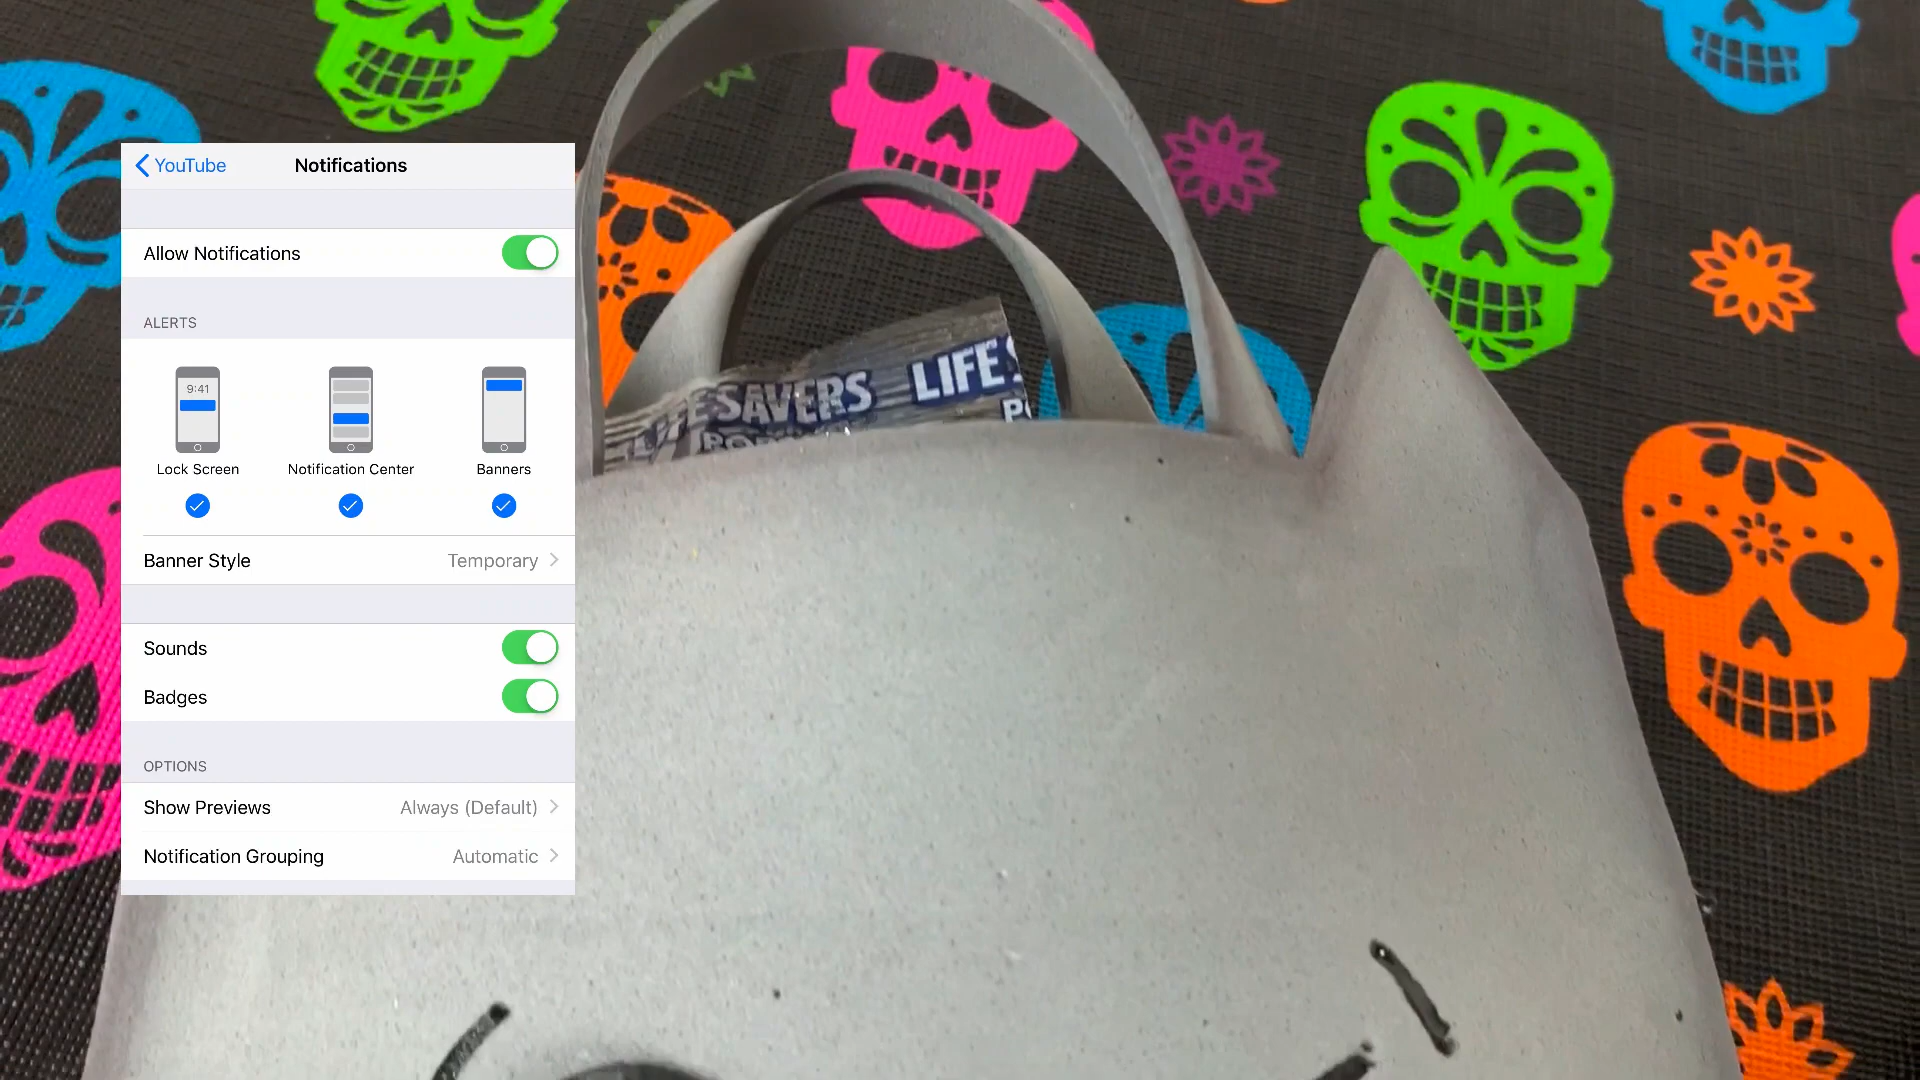 YouTube Notifications
Allow Notifications
ALERTS
9:41
Lock Screen Notification Center Banners
Banner Style Temporary
Sounds
Badges
OPTIONS
Show Previews Always (Default)
Notification Grouping Automatic
LIFE SAVERS LIFE